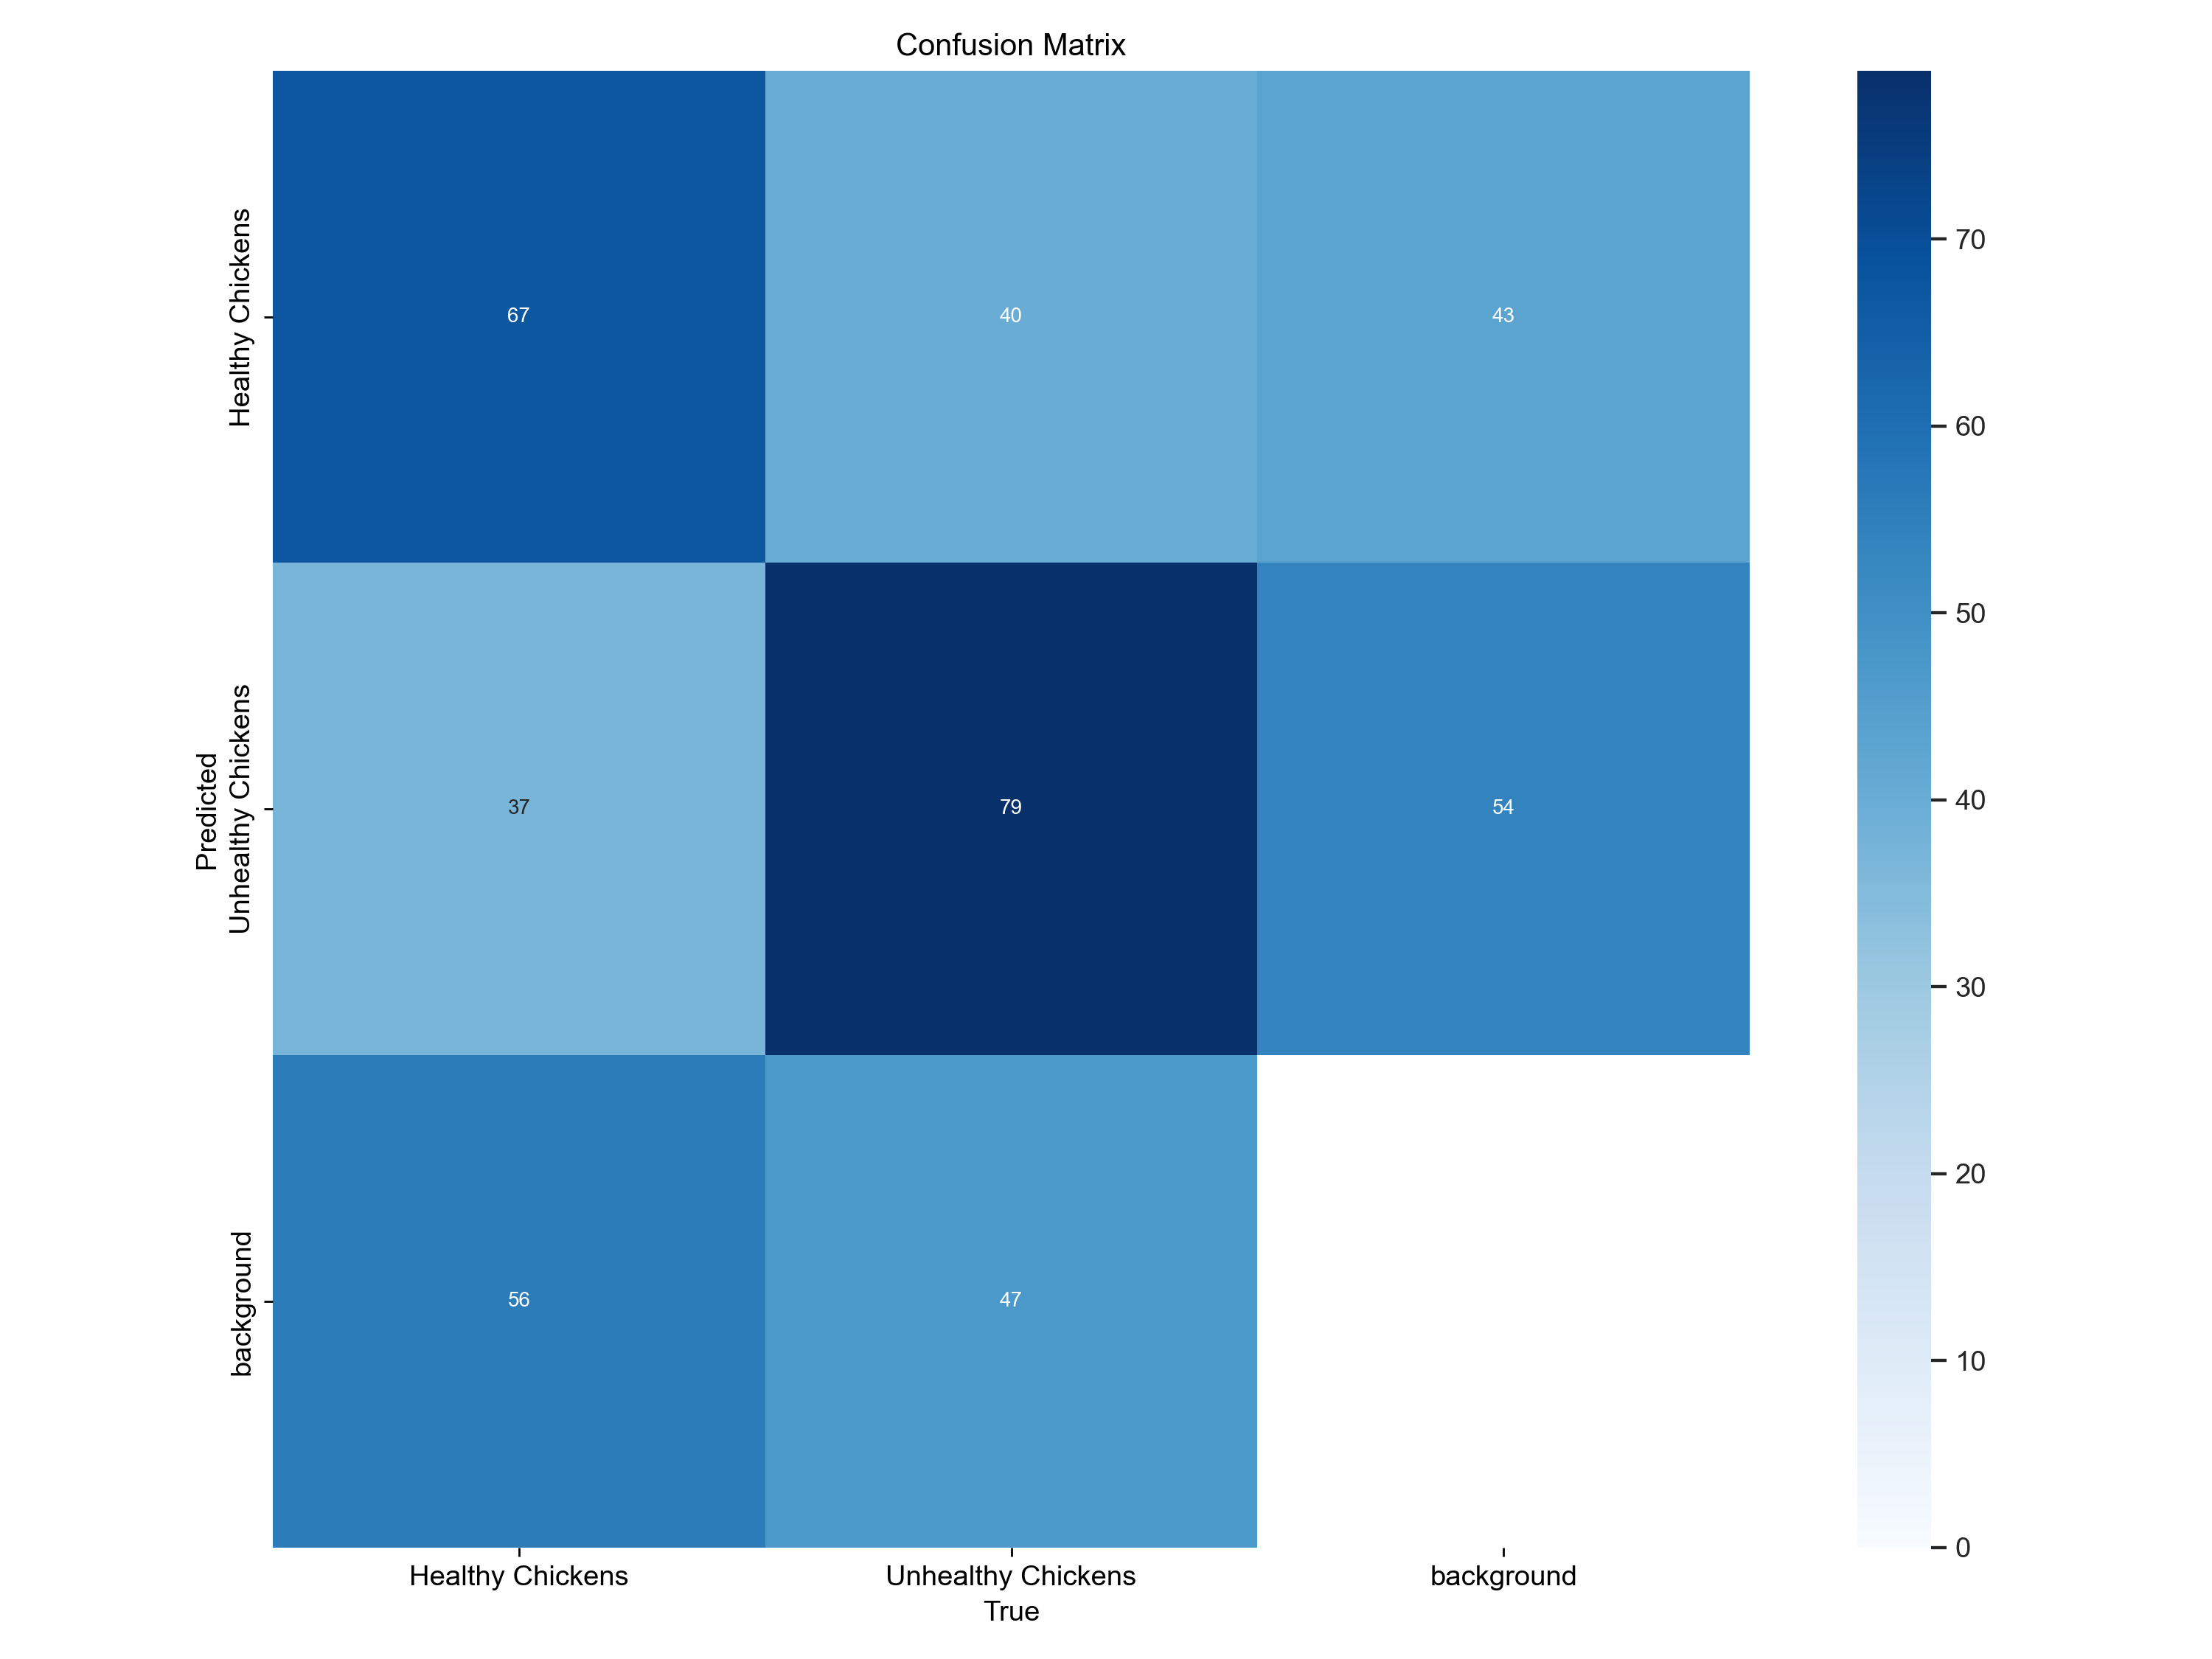 Confusion Matrix
Healthy Chickens
67
40
43
Predicted
Unhealthy Chickens
37
79
54
background
56
47
Healthy Chickens
Unhealthy Chickens
background
True
70
60
50
40
30
20
10
0